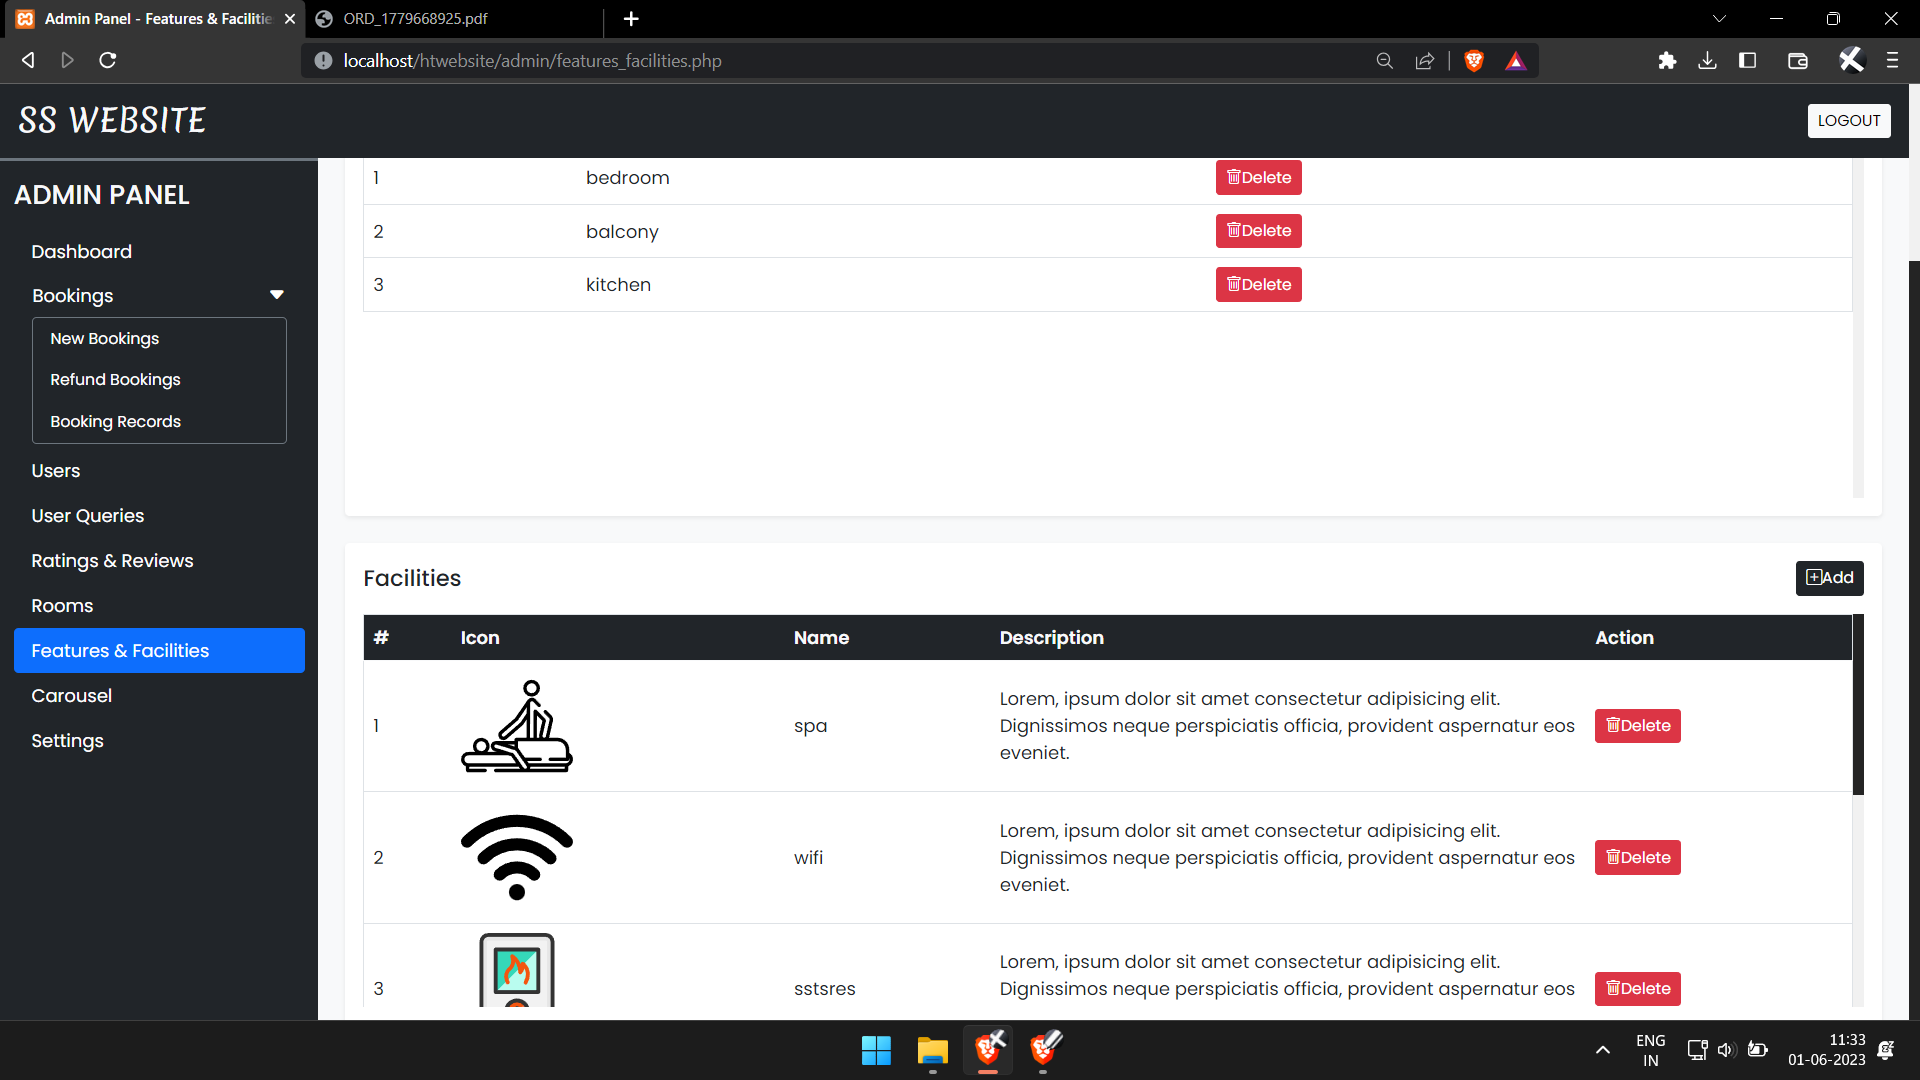 Admin Panel - Features & Facilitie
ORD_1779668925.pdf
localhost/htwebsite/admin/features_facilities.php
SS WEBSITE
LOGOUT
ADMIN PANEL
Dashboard
Bookings
New Bookings
Refund Bookings
Booking Records
Users
User Queries
Ratings & Reviews
Rooms
Features & Facilities
Carousel
Settings
1 bedroom Delete
2 balcony Delete
3 kitchen Delete
Facilities
Add
# Icon Name Description Action
1 spa Lorem, ipsum dolor sit amet consectetur adipisicing elit.
Dignissimos neque perspiciatis officia, provident aspernatur eos
eveniet.
Delete
2 wifi Lorem, ipsum dolor sit amet consectetur adipisicing elit.
Dignissimos neque perspiciatis officia, provident aspernatur eos
eveniet.
Delete
3 sstsres Lorem, ipsum dolor sit amet consectetur adipisicing elit.
Dignissimos neque perspiciatis officia, provident aspernatur eos
Delete
ENG
IN
11:33
01-06-2023